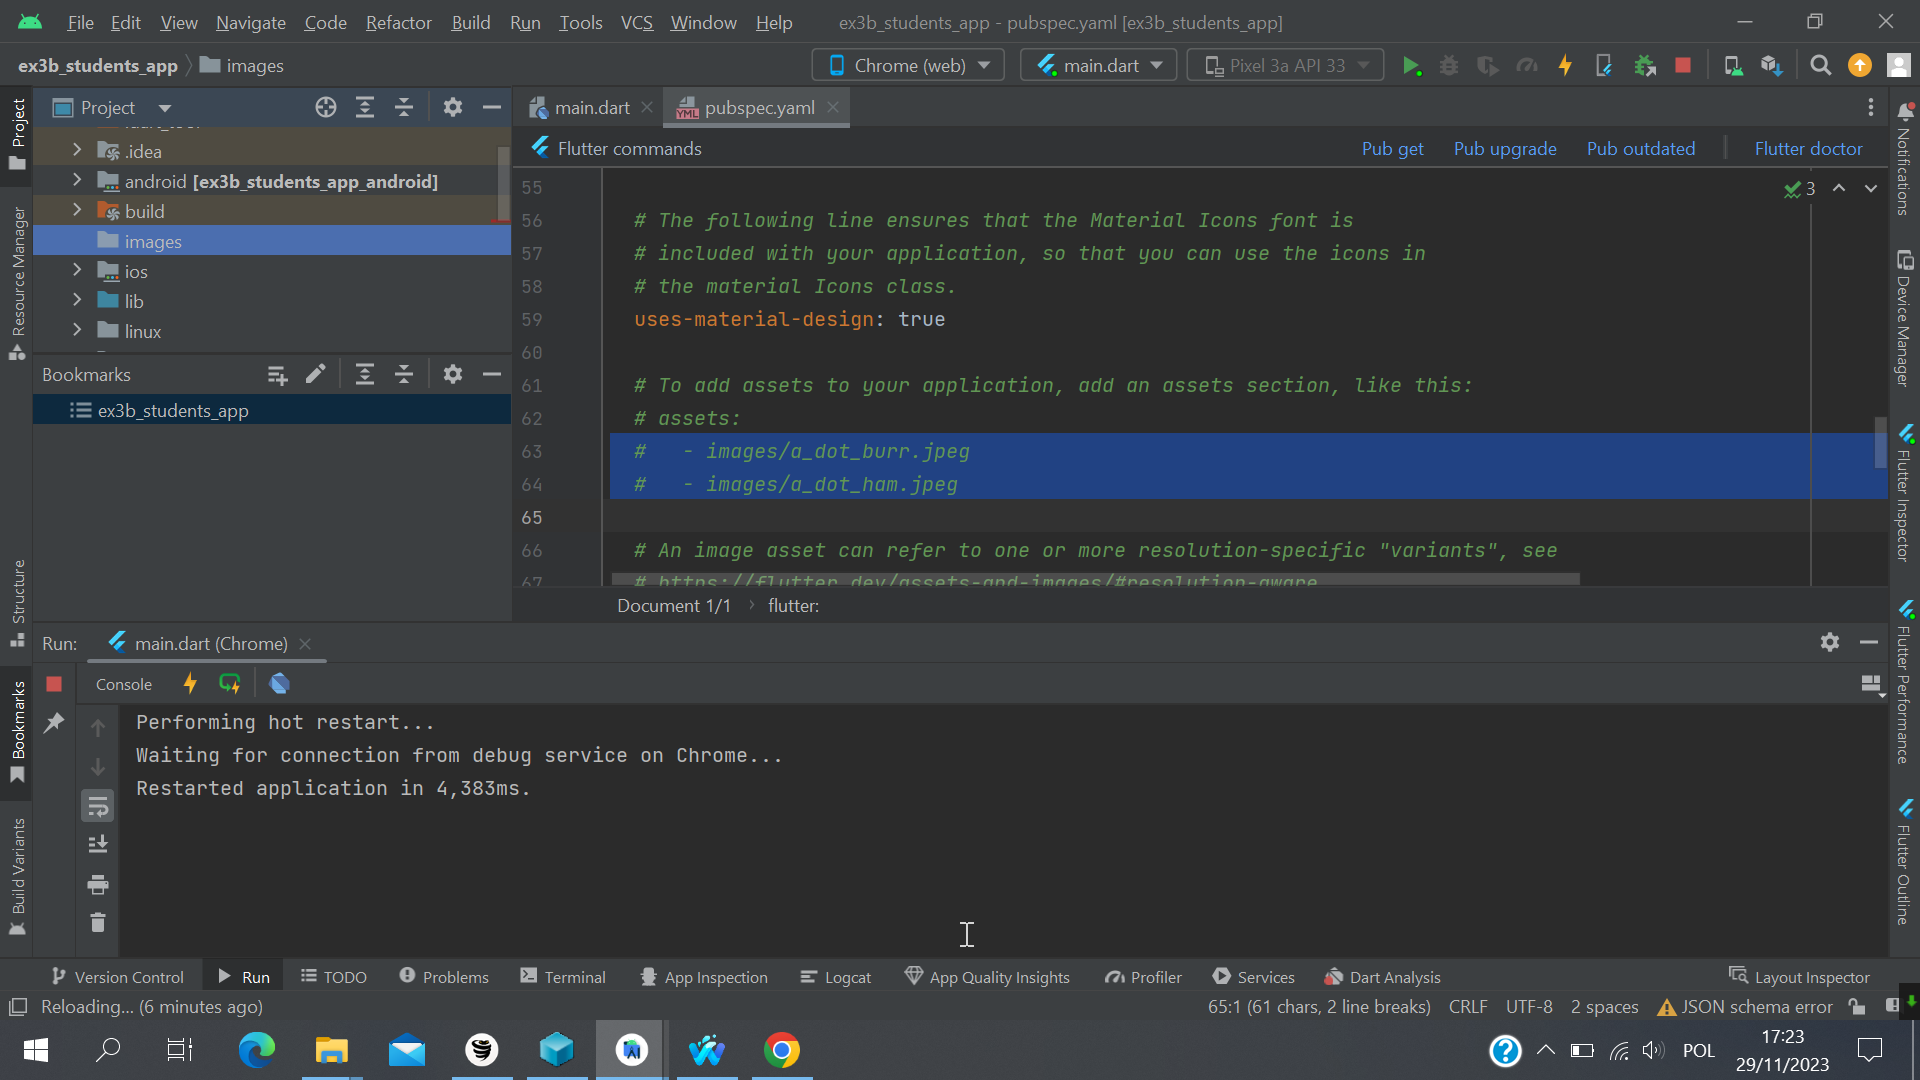 File Edit View Navigate Code Refactor Build Run Tools VCS Window Help ex3b_students_app - pubspec.yaml [ex3b_students_app]
ex3b_students_app images Chrome (web) main.dart Pixel 3a API 33
Project main.dart pubspec.yaml
Flutter commands Pub get Pub upgrade Pub outdated Flutter doctor
.idea
android [ex3b_students_app_android]
build
images
ios
lib
linux
Bookmarks
ex3b_students_app
3
55
56 # The following line ensures that the Material Icons font is
57 # included with your application, so that you can use the icons in
58 # the material Icons class.
59 uses-material-design: true
60
61 # To add assets to your application, add an assets section, like this:
62 # assets:
63 # - images/a_dot_burr.jpeg
64 # - images/a_dot_ham.jpeg
65
66 # An image asset can refer to one or more resolution-specific "variants", see
67 # https://flutter.dev/assets-and-images/#resolution-aware
Document 1/1 flutter:
Run: main.dart (Chrome)
Console
Performing hot restart...
Waiting for connection from debug service on Chrome...
Restarted application in 4,383ms.
Project
Resource Manager
Structure
Bookmarks
Build Variants
Notifications
Device Manager
Flutter Inspector
Flutter Performance
Flutter Outline
Version Control Run TODO Problems Terminal App Inspection Logcat App Quality Insights Profiler Services Dart Analysis Layout Inspector
Reloading... (6 minutes ago) 65:1 (61 chars, 2 line breaks) CRLF UTF-8 2 spaces JSON schema error
POL 17:23
29/11/2023